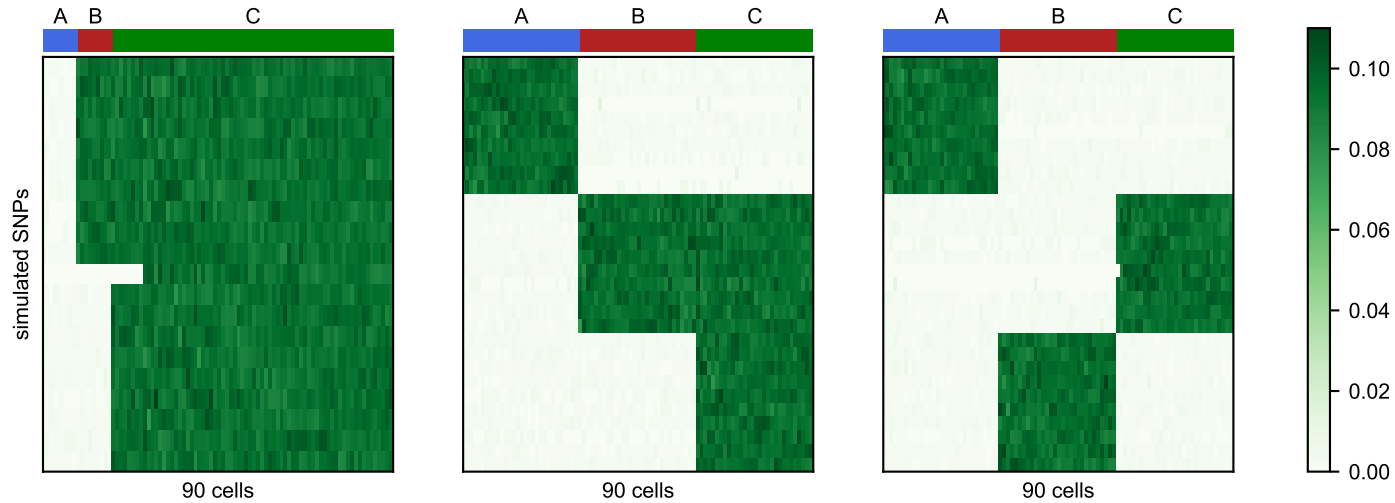 A B C
A B C
A B C
simulated SNPs
90 cells
90 cells
90 cells
0.10
0.08
0.06
0.04
0.02
0.00